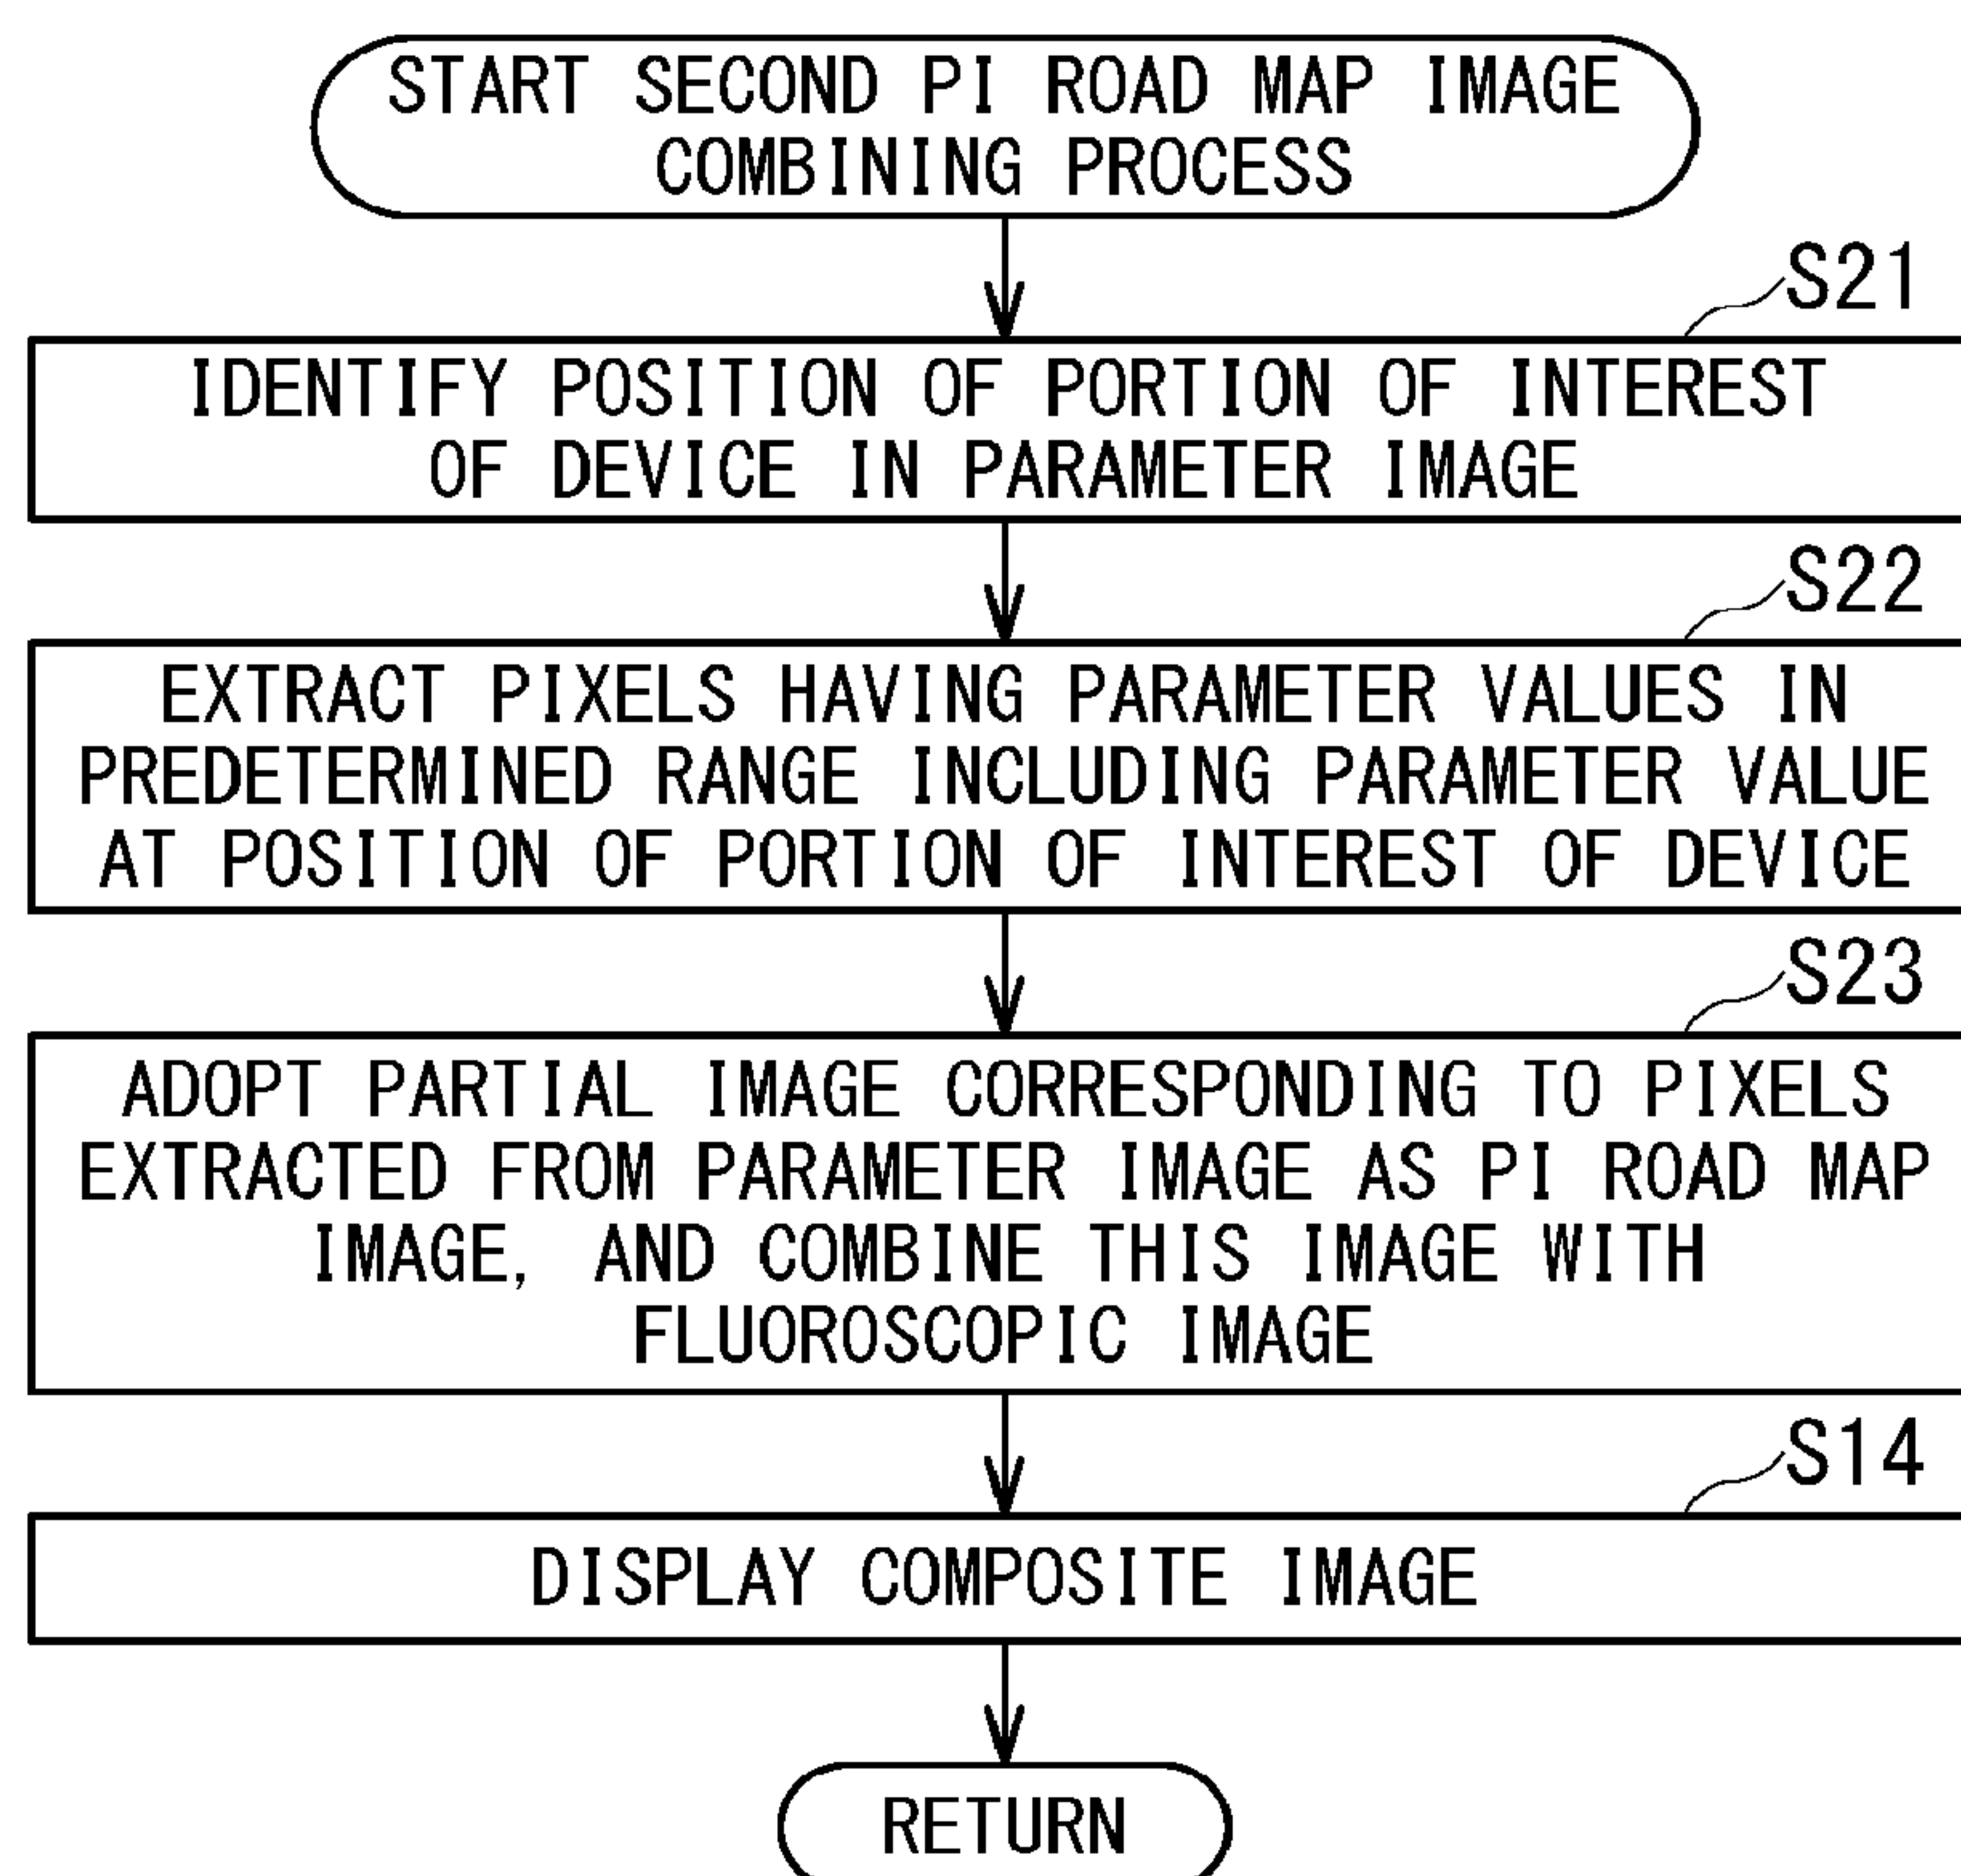 START SECOND PI ROAD MAP IMAGE
COMBINING PROCESS
S21
IDENTIFY POSITION OF PORTION OF INTEREST
OF DEVICE IN PARAMETER IMAGE
S22
EXTRACT PIXELS HAVING PARAMETER VALUES IN
PREDETERMINED RANGE INCLUDING PARAMETER VALUE
AT POSITION OF PORTION OF INTEREST OF DEVICE
S23
ADOPT PARTIAL IMAGE CORRESPONDING TO PIXELS
EXTRACTED FROM PARAMETER IMAGE AS PI ROAD MAP
IMAGE, AND COMBINE THIS IMAGE WITH
FLUOROSCOPIC IMAGE
S14
DISPLAY COMPOSITE IMAGE
RETURN